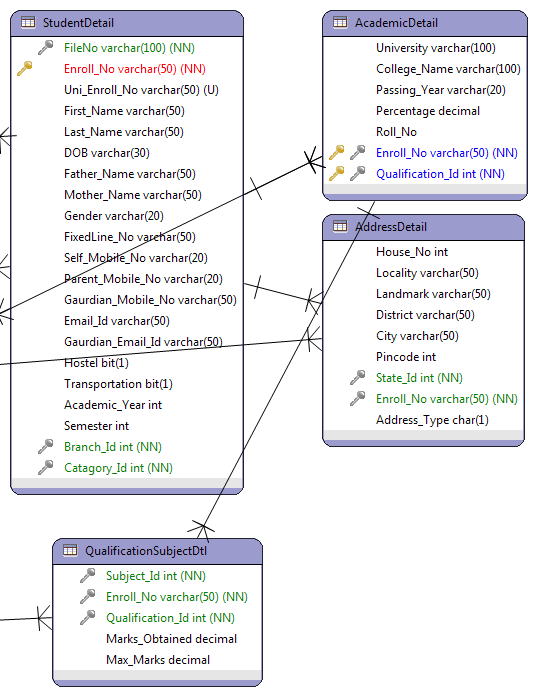 StudentDetail
FileNo varchar(100) (NN)
Enroll_No varchar(50) (NN)
Uni_Enroll_No varchar(50) (U)
First_Name varchar(50)
Last_Name varchar(50)
DOB varchar(30)
Father_Name varchar(50)
Mother_Name varchar(50)
Gender varchar(20)
FixedLine_No varchar(50)
Self_Mobile_No varchar(20)
Parent_Mobile_No varchar(20)
Gaurdian_Mobile_No varchar(50)
Email_Id varchar(50)
Gaurdian_Email_Id varchar(50)
Hostel bit(1)
Transportation bit(1)
Academic_Year int
Semester int
Branch_Id int (NN)
Catagory_Id int (NN)
AcademicDetail
University varchar(100)
College_Name varchar(100)
Passing_Year varchar(20)
Percentage decimal
Roll_No
Enroll_No varchar(50) (NN)
Qualification_Id int (NN)
AddressDetail
House_No int
Locality varchar(50)
Landmark varchar(50)
District varchar(50)
City varchar(50)
Pincode int
State_Id int (NN)
Enroll_No varchar(50) (NN)
Address_Type char(1)
QualificationSubjectDtl
Subject_Id int (NN)
Enroll_No varchar(50) (NN)
Qualification_Id int (NN)
Marks_Obtained decimal
Max_Marks decimal